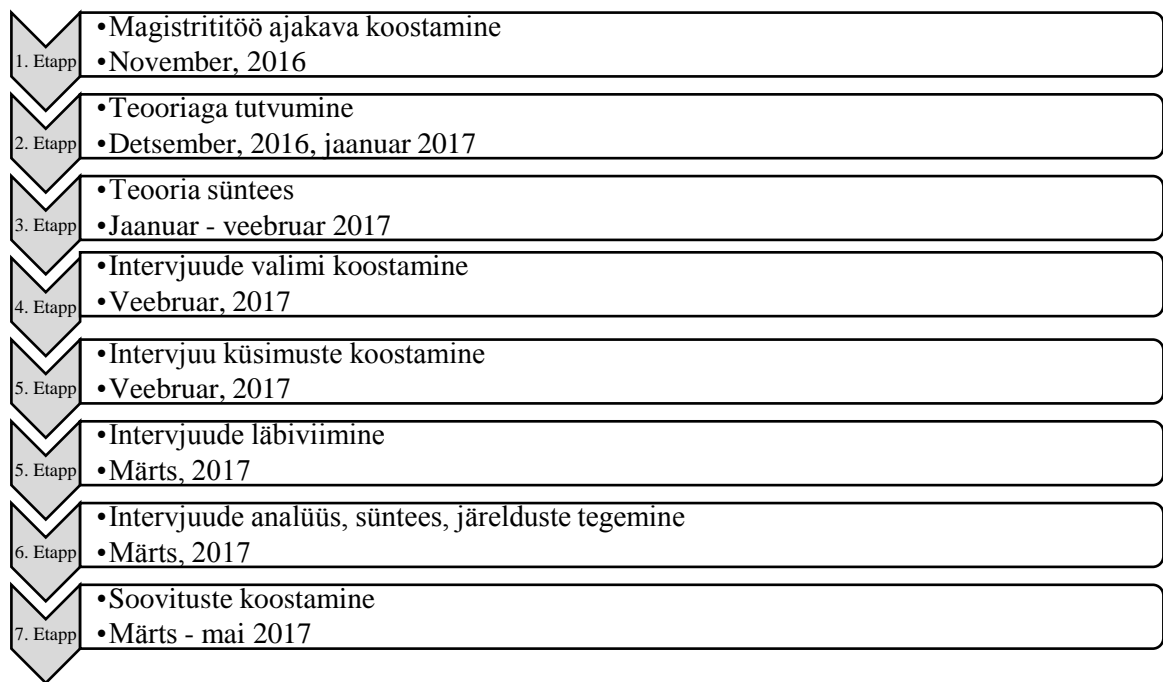 1. Etapp
•Magistrititöö ajakava koostamine
•November, 2016
2. Etapp
•Teooriaga tutvumine
•Detsember, 2016, jaanuar 2017
3. Etapp
•Teooria süntees
•Jaanuar - veebruar 2017
4. Etapp
•Intervjuude valimi koostamine
•Veebruar, 2017
5. Etapp
•Intervjuu küsimuste koostamine
•Veebruar, 2017
5. Etapp
•Intervjuude läbiviimine
•Märts, 2017
6. Etapp
•Intervjuude analüüs, süntees, järelduste tegemine
•Märts, 2017
7. Etapp
•Soovituste koostamine
•Märts - mai 2017